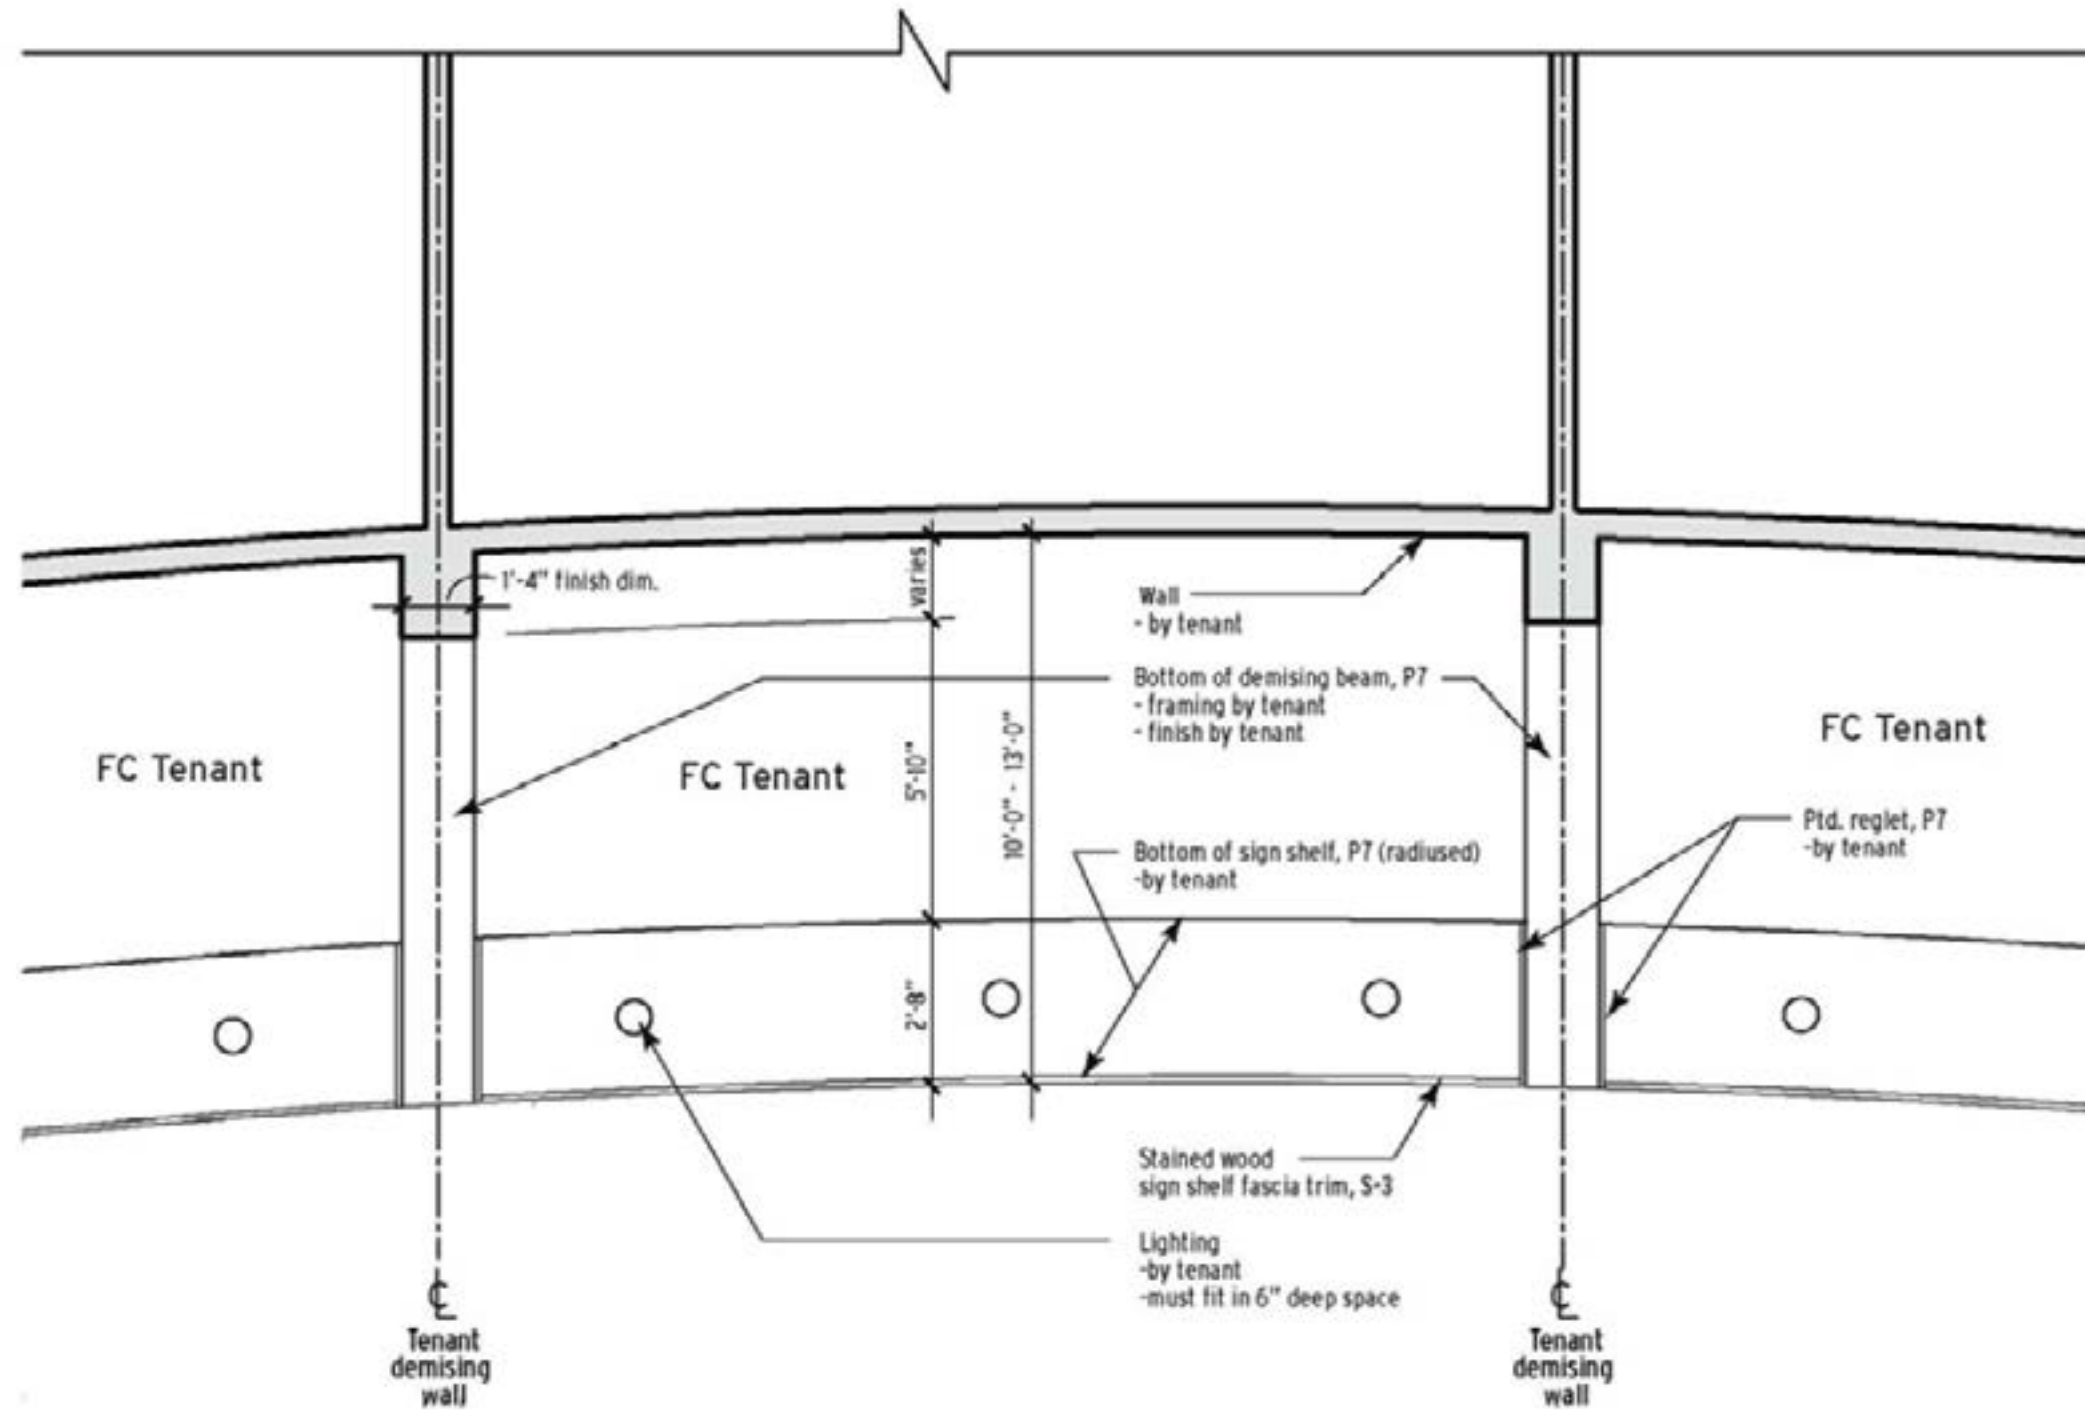 1'-4" finish dim.
varies
Wall
- by tenant
Bottom of demising beam, P7
- framing by tenant
- finish by tenant
FC Tenant
FC Tenant
FC Tenant
5'-10"
10'-0" - 13'-0"
Ptd. reglet, P7
-by tenant
Bottom of sign shelf, P7 (radiused)
-by tenant
2'-8"
Stained wood
sign shelf fascia trim, S-3
Lighting
-by tenant
-must fit in 6" deep space
℄
Tenant
demising
wall
℄
Tenant
demising
wall